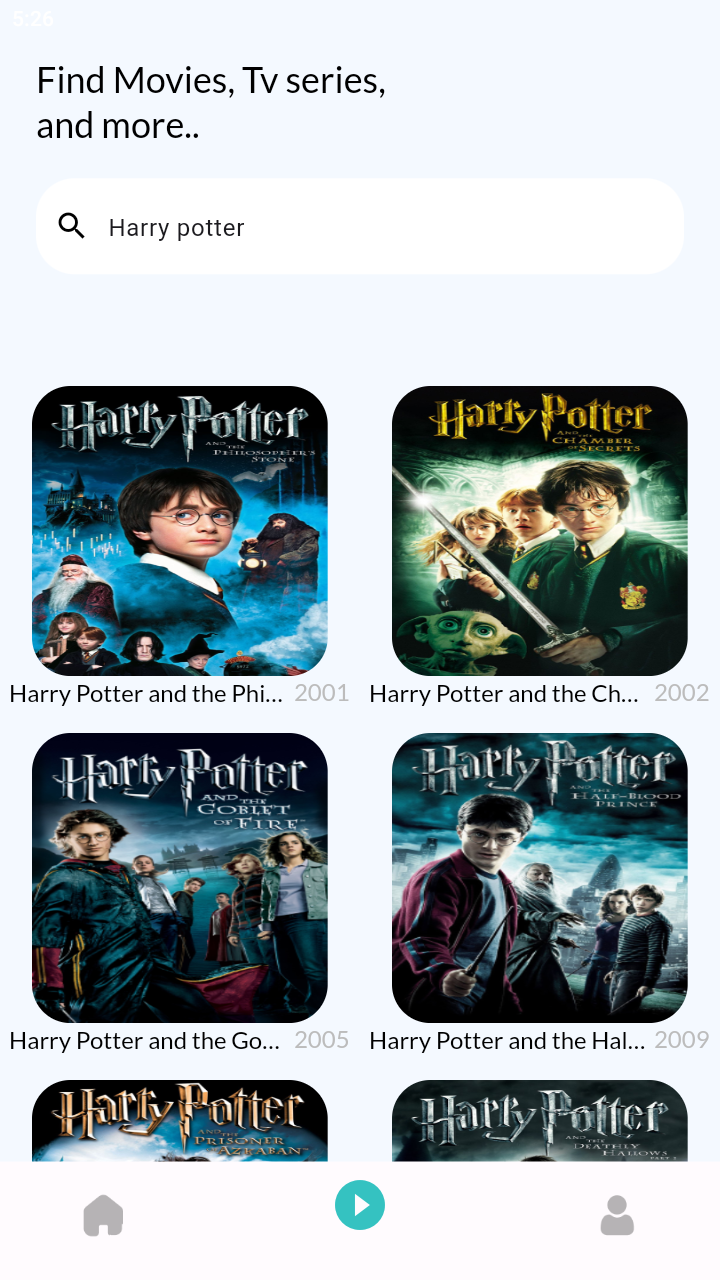 5:26
Find Movies, Tv series,
and more..
Harry potter
Harry Potter
AND THE
PHILOSOPHER'S
STONE
Harry Potter
AND THE
CHAMBER
OF SECRETS
Harry Potter and the Phi... 2001
Harry Potter and the Ch... 2002
Harry Potter
AND THE
GOBLET
OF FIRE
Harry Potter
AND THE
HALF-BLOOD
PRINCE
Harry Potter and the Go... 2005
Harry Potter and the Hal... 2009
Harry Potter
AND THE
PRISONER
OF AZKABAN
Harry Potter
AND THE
DEATHLY
HALLOWS